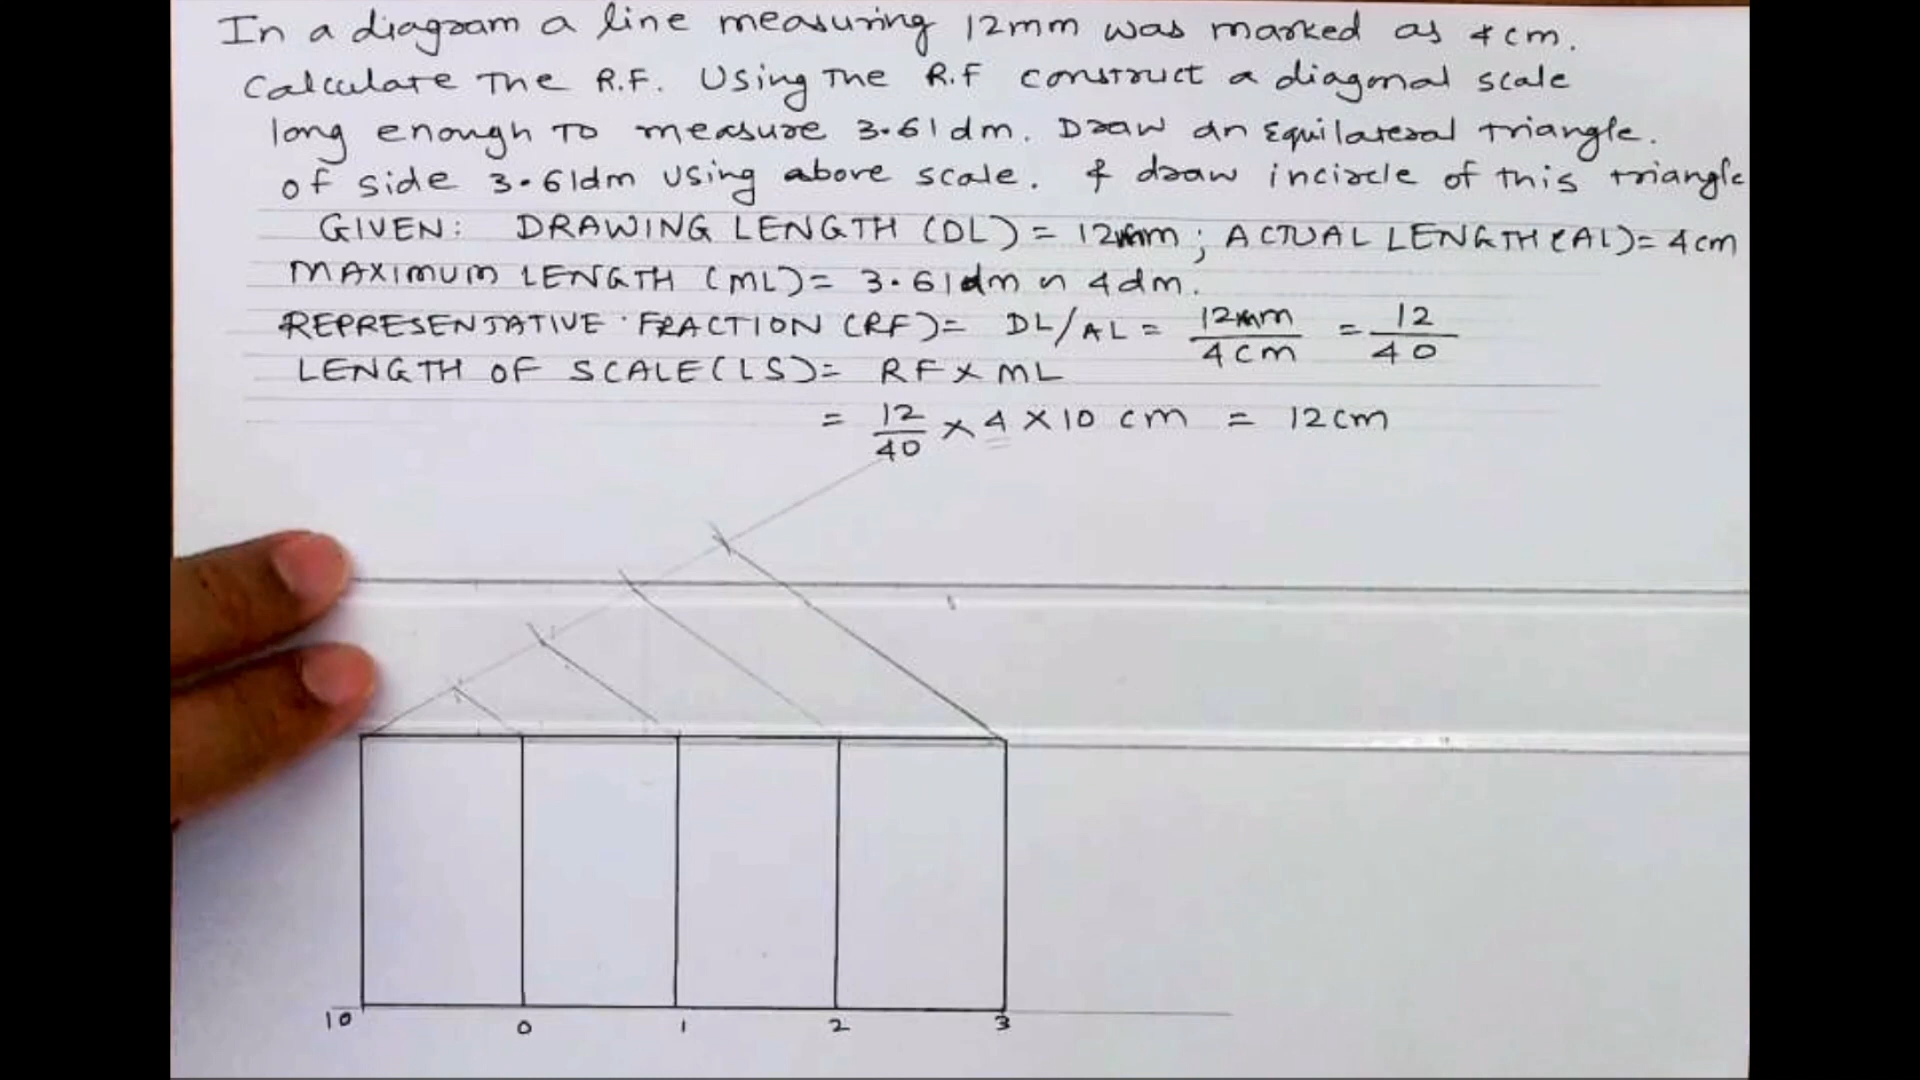 In a diagram a line measuring 12mm was marked as 4cm.
Calculate The R.F. Using The R.F construct a diagonal scale
long enough To measure 3.61dm. Draw an Equilateral triangle.
of side 3.61dm using above scale. & draw incircle of this triangle
GIVEN: DRAWING LENGTH (DL) = 12mm ; ACTUAL LENGTH (AL) = 4cm
MAXIMUM LENGTH (ML) = 3.61dm n 4dm.
REPRESENTATIVE FRACTION (RF) = DL/AL = 12mm/4cm = 12/40
LENGTH OF SCALE (LS) = RF × ML
= 12/40 × 4 × 10 cm = 12cm
10 0 1 2 3